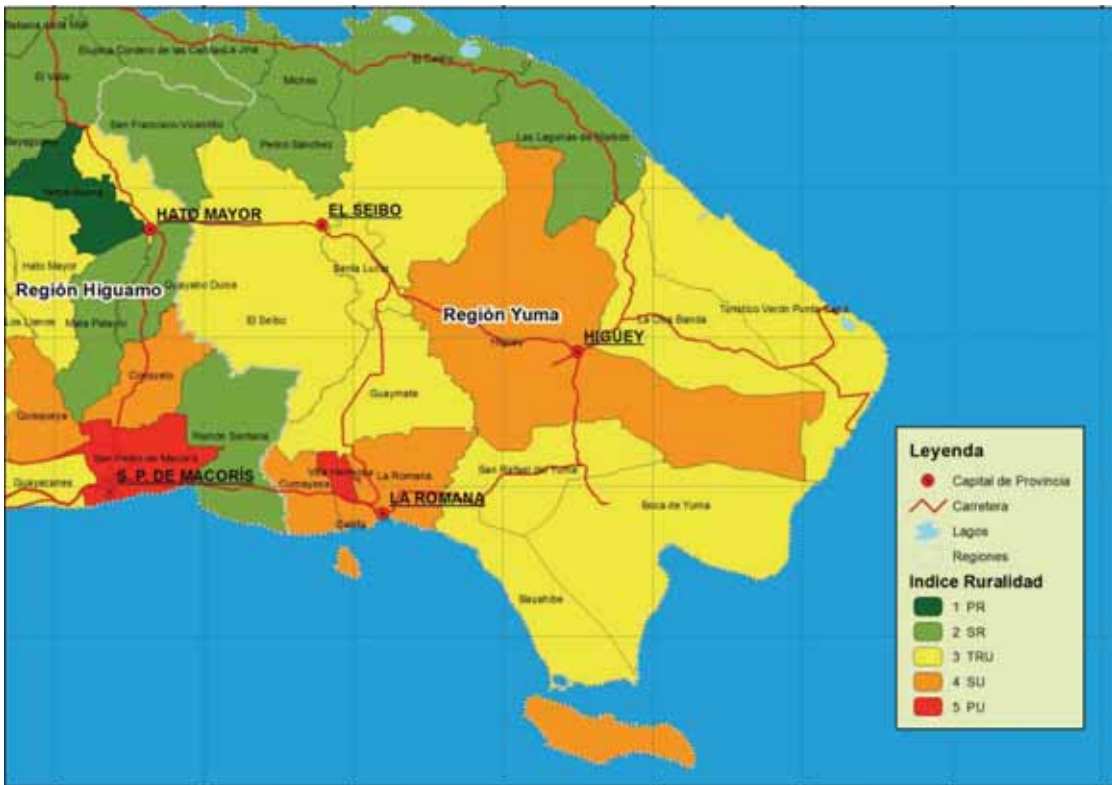 El Valle
Miches
San Francisco-Vicentillo
Pedro Sánchez
Las Lagunas de Nisibón
HATO MAYOR
EL SEIBO
Hato Mayor
Santa Lucía
Región Higuamo
Guayabo Dulce
Los Llanos
Mata Palacio
El Seibo
Región Yuma
Higüey
La Otra Banda
Turístico Verón Punta Cana
HIGÜEY
Consuelo
Guaymate
Quisqueya
Ramón Santana
San Pedro de Macorís
Villa Hermosa
La Romana
San Rafael del Yuma
Guayacanes
S. P. DE MACORÍS
Cumayasa
LA ROMANA
Boca de Yuma
Caleta
Bayahibe
Leyenda
Capital de Provincia
Carretera
Lagos
Regiones
Indice Ruralidad
1 PR
2 SR
3 TRU
4 SU
5 PU